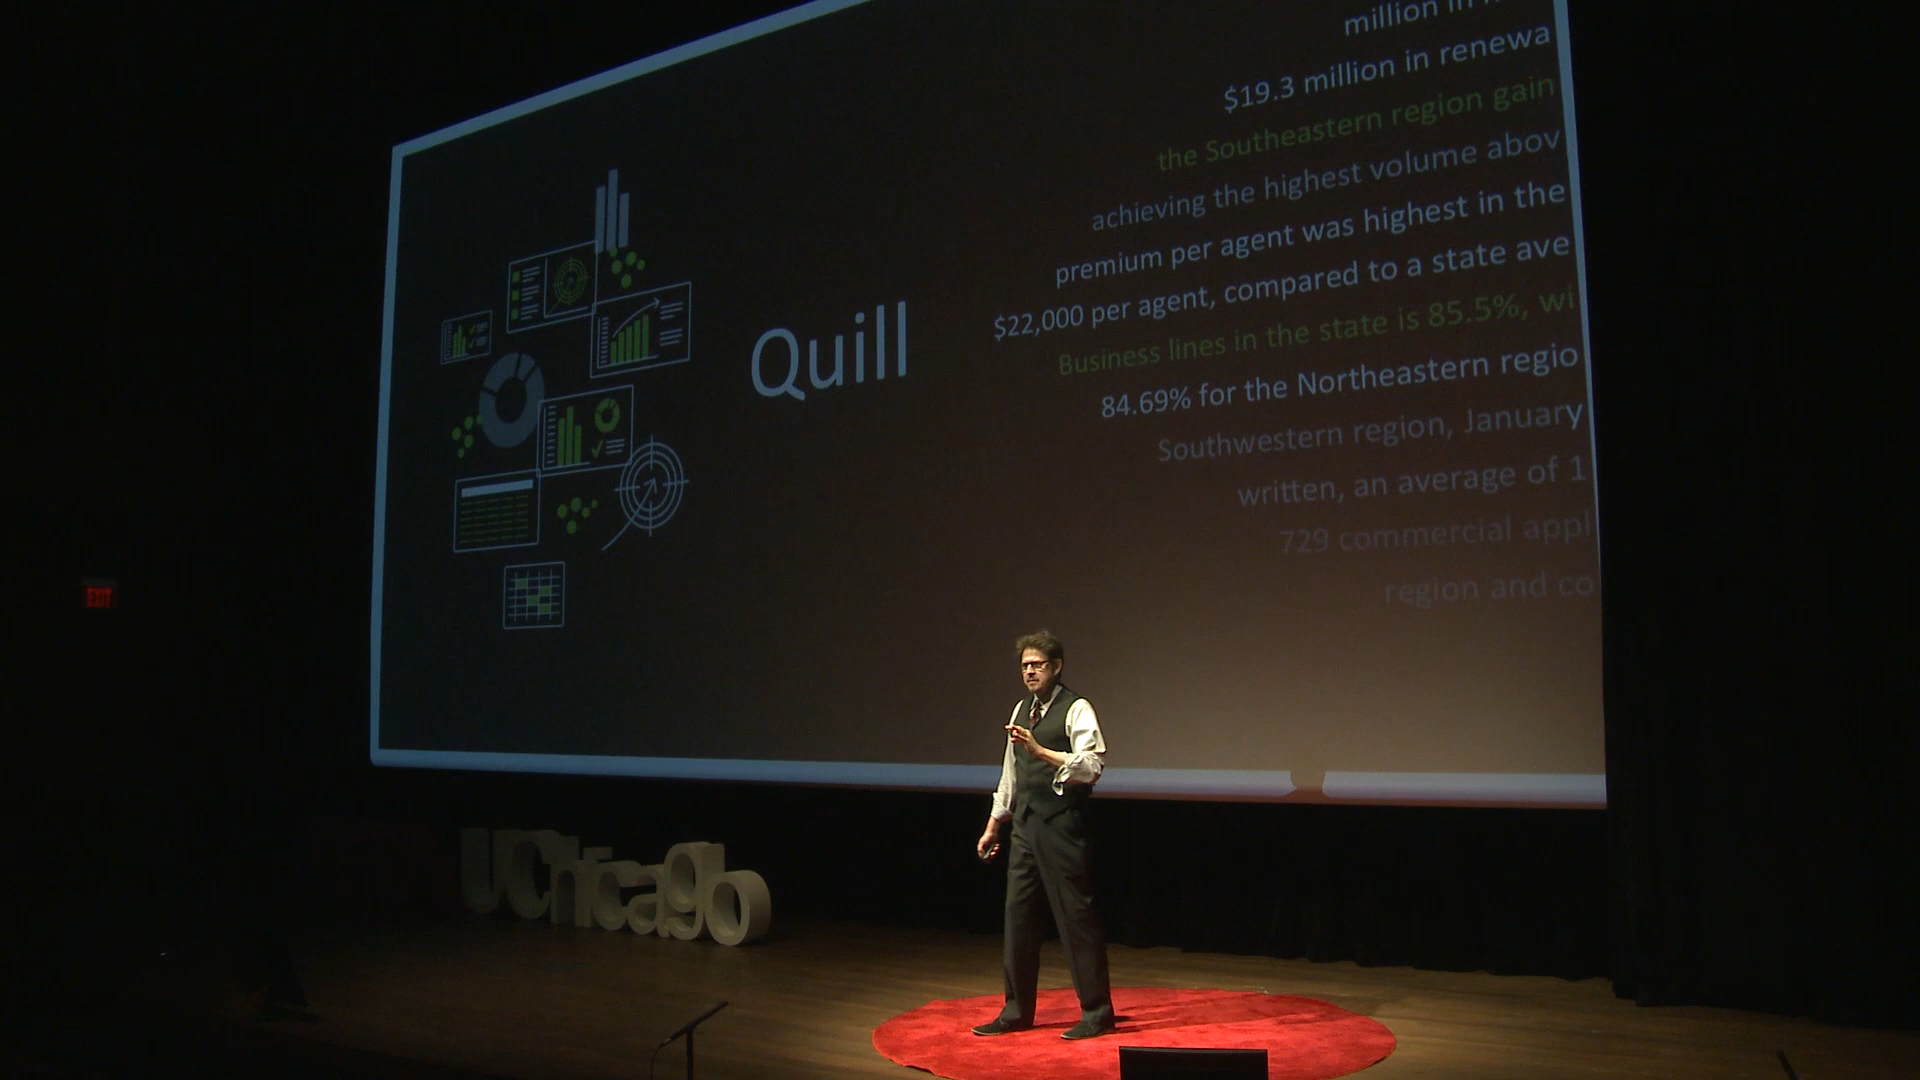 million in
$19.3 million in renewa
the Southeastern region gain
achieving the highest volume abov
premium per agent was highest in the
$22,000 per agent, compared to a state ave
Business lines in the state is 85.5%, wi
84.69% for the Northeastern regio
Southwestern region, January
written, an average of 1
729 commercial appl
region and co
Quill
EXIT
UChicago